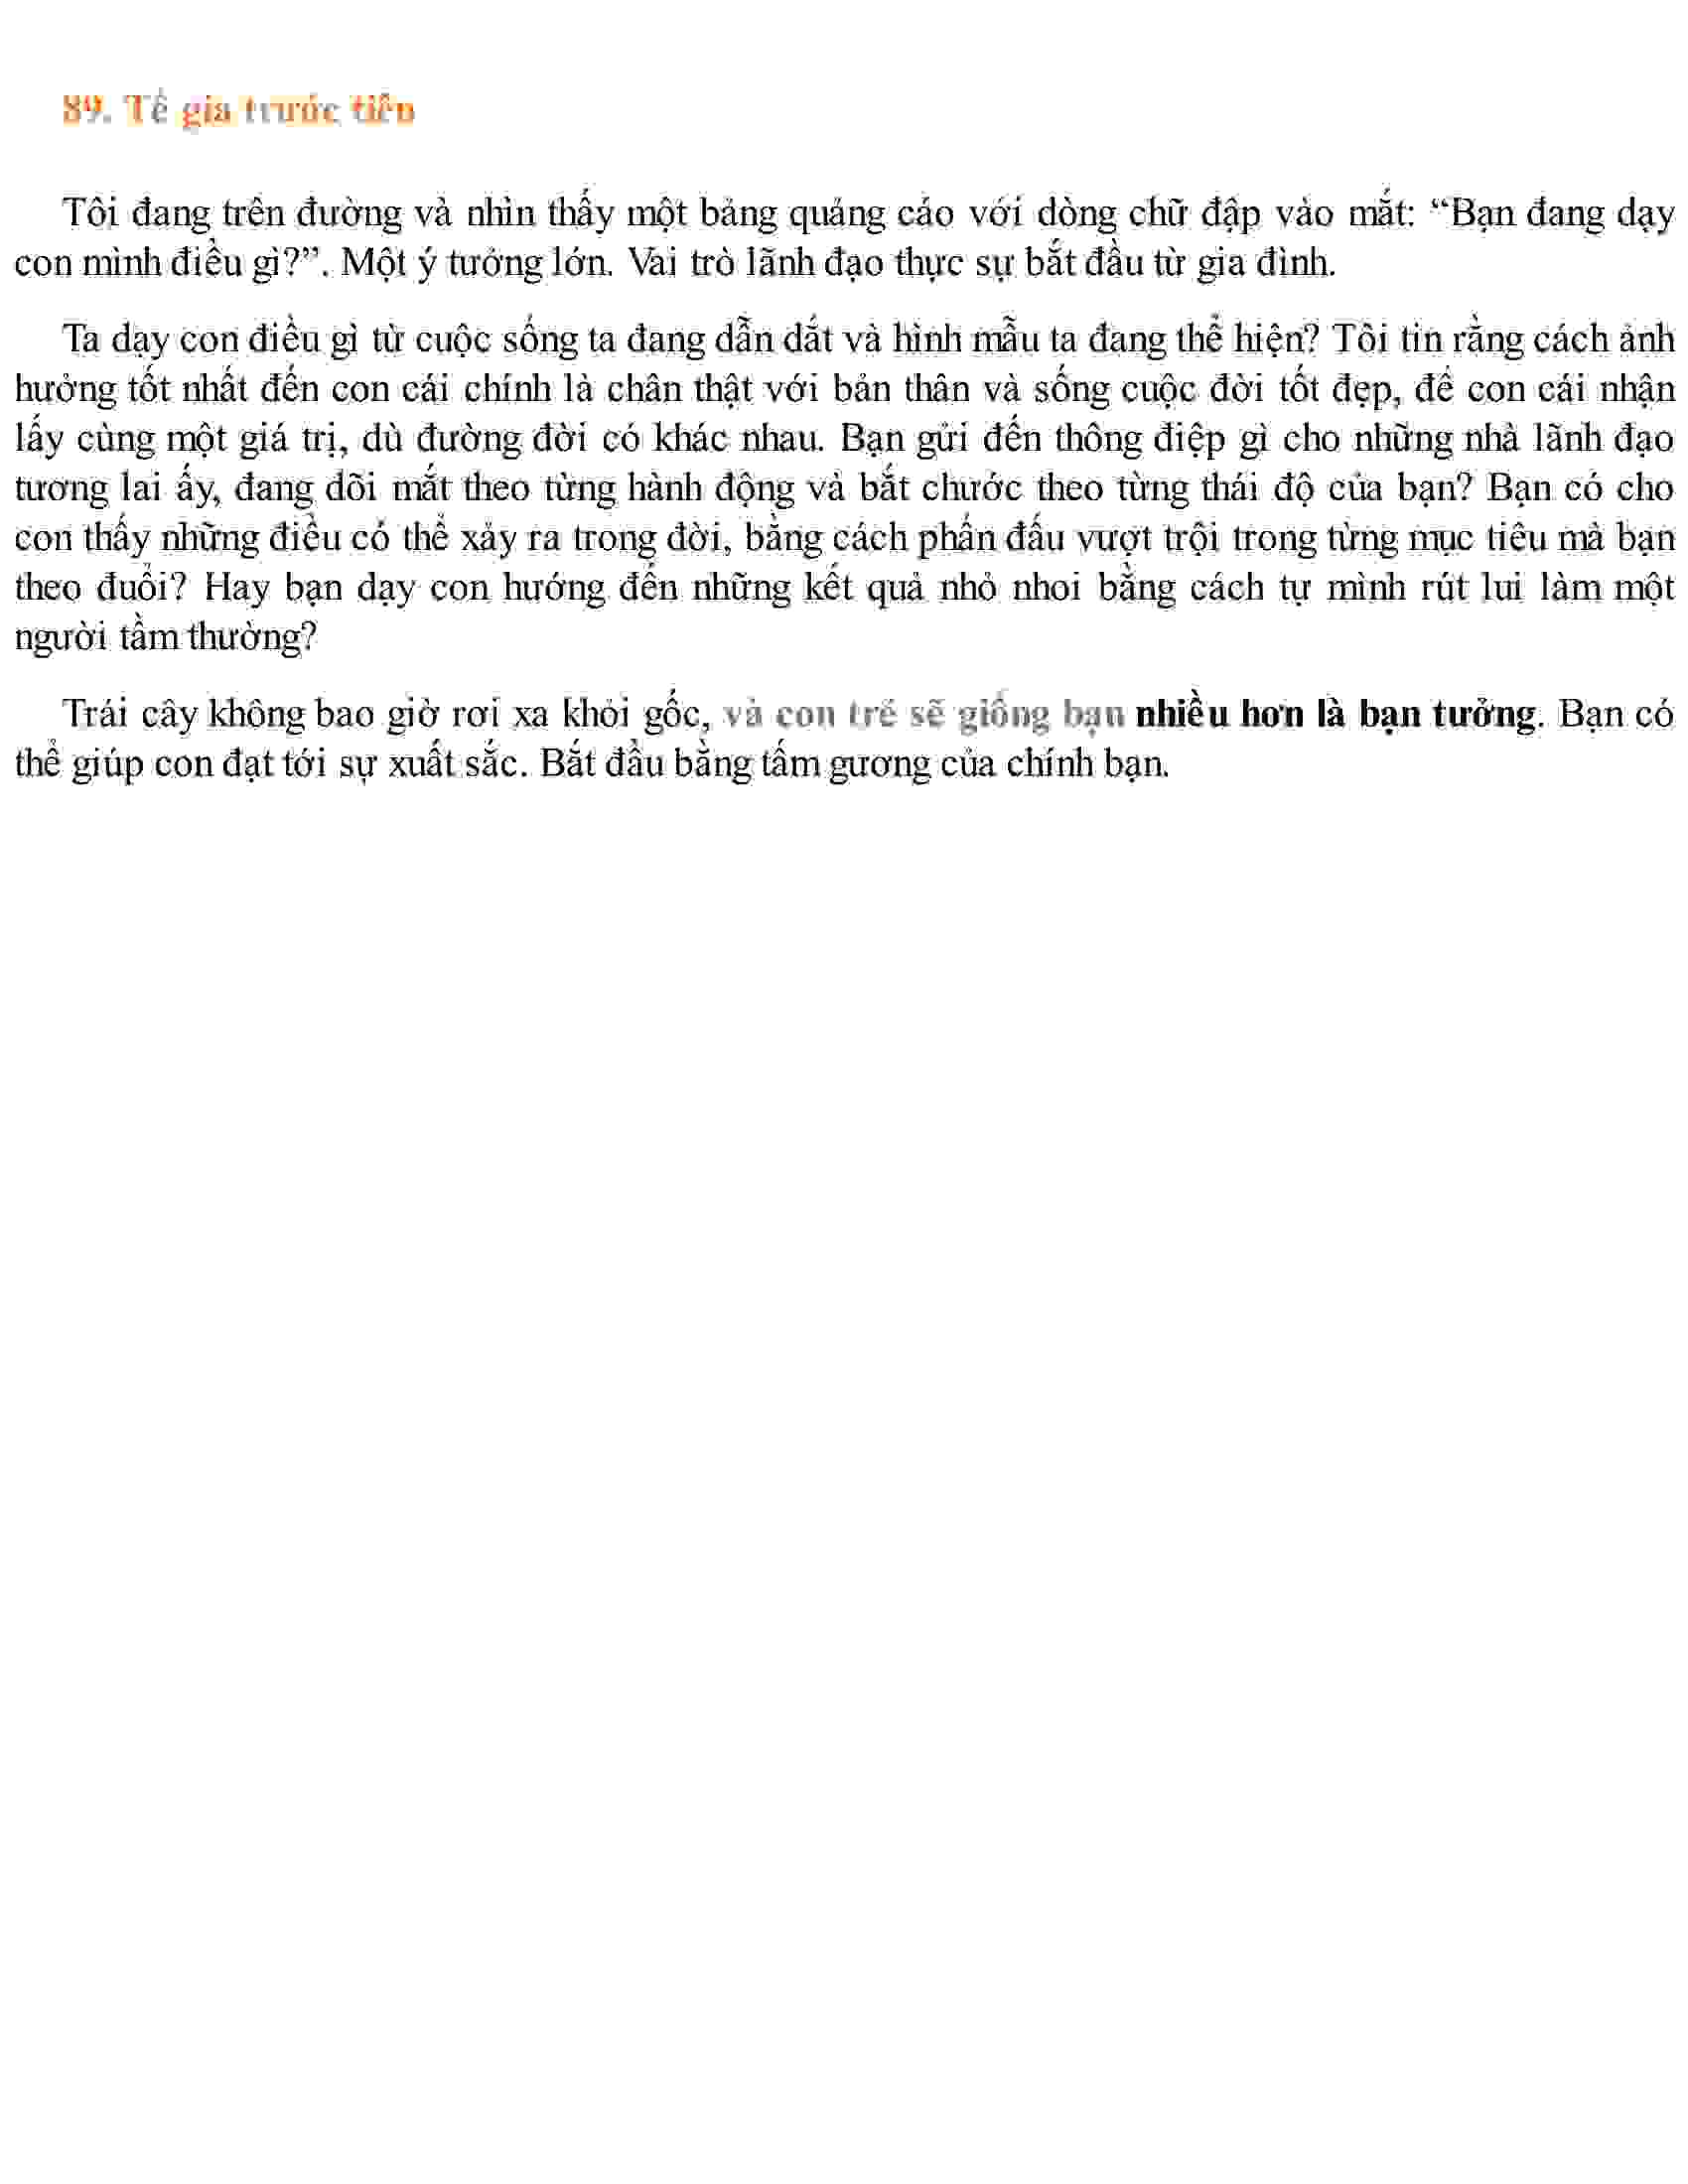 89. Tề gia trước tiên
Tôi đang trên đường và nhìn thấy một bảng quảng cáo với dòng chữ đập vào mắt: “Bạn đang dạy
con mình điều gì?”. Một ý tưởng lớn. Vai trò lãnh đạo thực sự bắt đầu từ gia đình.
Ta dạy con điều gì từ cuộc sống ta đang dẫn dắt và hình mẫu ta đang thể hiện? Tôi tin rằng cách ảnh
hưởng tốt nhất đến con cái chính là chân thật với bản thân và sống cuộc đời tốt đẹp, để con cái nhận
lấy cùng một giá trị, dù đường đời có khác nhau. Bạn gửi đến thông điệp gì cho những nhà lãnh đạo
tương lai ấy, đang dõi mắt theo từng hành động và bắt chước theo từng thái độ của bạn? Bạn có cho
con thấy những điều có thể xảy ra trong đời, bằng cách phấn đấu vượt trội trong từng mục tiêu mà bạn
theo đuổi? Hay bạn dạy con hướng đến những kết quả nhỏ nhoi bằng cách tự mình rút lui làm một
người tầm thường?
Trái cây không bao giờ rơi xa khỏi gốc, và con trẻ sẽ giống bạn nhiều hơn là bạn tưởng. Bạn có
thể giúp con đạt tới sự xuất sắc. Bắt đầu bằng tấm gương của chính bạn.